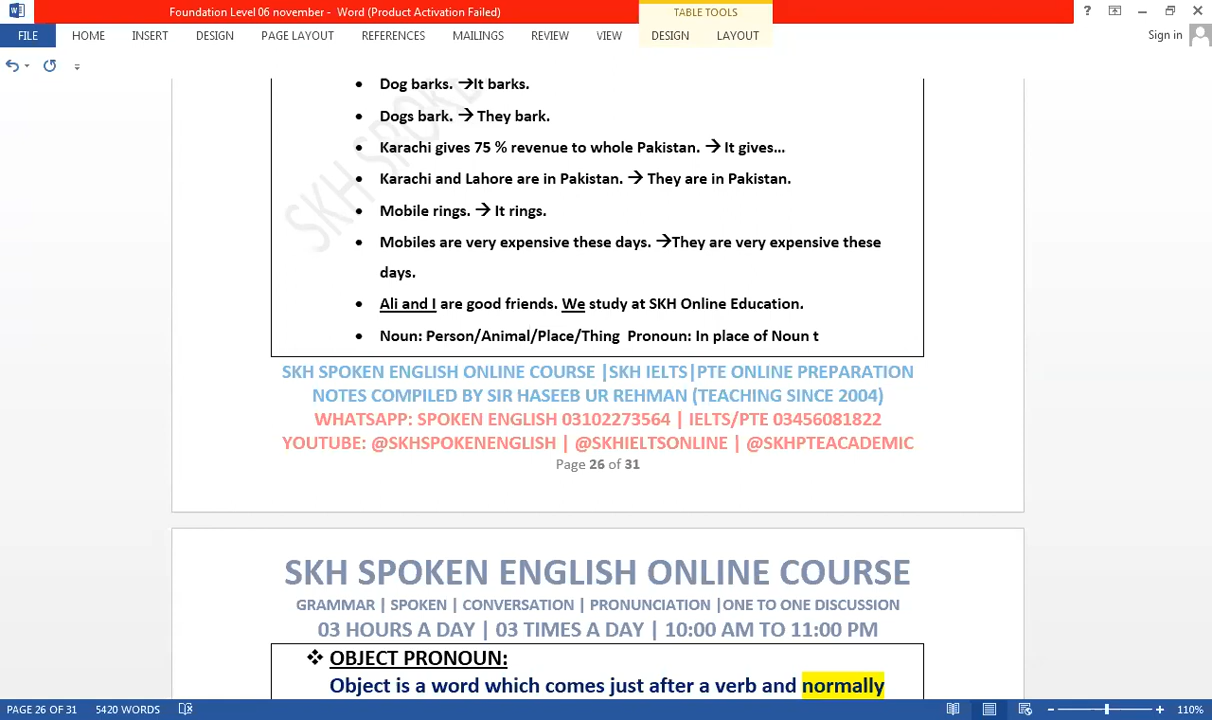 Foundation Level 06 november - Word (Product Activation Failed)
TABLE TOOLS
FILE HOME INSERT DESIGN PAGE LAYOUT REFERENCES MAILINGS REVIEW VIEW DESIGN LAYOUT Sign in
• Dog barks. →It barks.
• Dogs bark. → They bark.
• Karachi gives 75 % revenue to whole Pakistan. → It gives…
• Karachi and Lahore are in Pakistan. → They are in Pakistan.
• Mobile rings. → It rings.
• Mobiles are very expensive these days. →They are very expensive these
days.
• Ali and I are good friends. We study at SKH Online Education.
• Noun: Person/Animal/Place/Thing Pronoun: In place of Noun t
SKH SPOK
SKH SPOKEN ENGLISH ONLINE COURSE |SKH IELTS|PTE ONLINE PREPARATION
NOTES COMPILED BY SIR HASEEB UR REHMAN (TEACHING SINCE 2004)
WHATSAPP: SPOKEN ENGLISH 03102273564 | IELTS/PTE 03456081822
YOUTUBE: @SKHSPOKENENGLISH | @SKHIELTSONLINE | @SKHPTEACADEMIC
Page 26 of 31
SKH SPOKEN ENGLISH ONLINE COURSE
GRAMMAR | SPOKEN | CONVERSATION | PRONUNCIATION |ONE TO ONE DISCUSSION
03 HOURS A DAY | 03 TIMES A DAY | 10:00 AM TO 11:00 PM
❖ OBJECT PRONOUN:
Object is a word which comes just after a verb and normally
PAGE 26 OF 31 5420 WORDS 110%